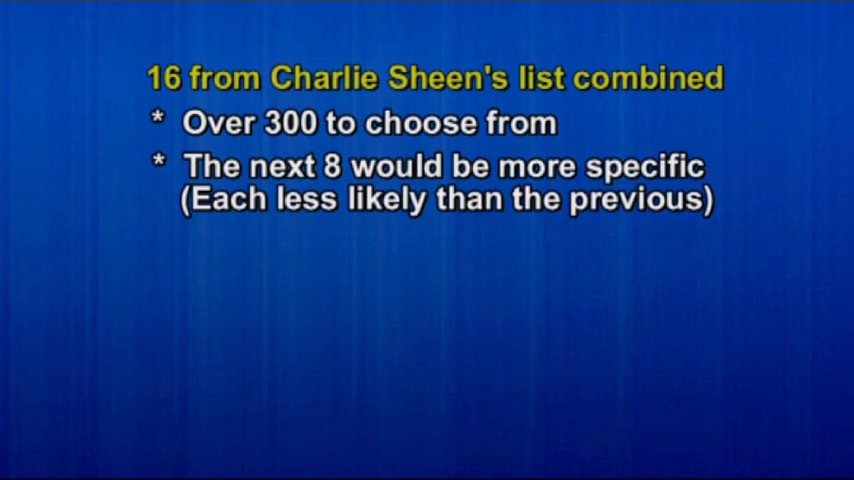 16 from Charlie Sheen's list combined
* Over 300 to choose from
* The next 8 would be more specific
(Each less likely than the previous)